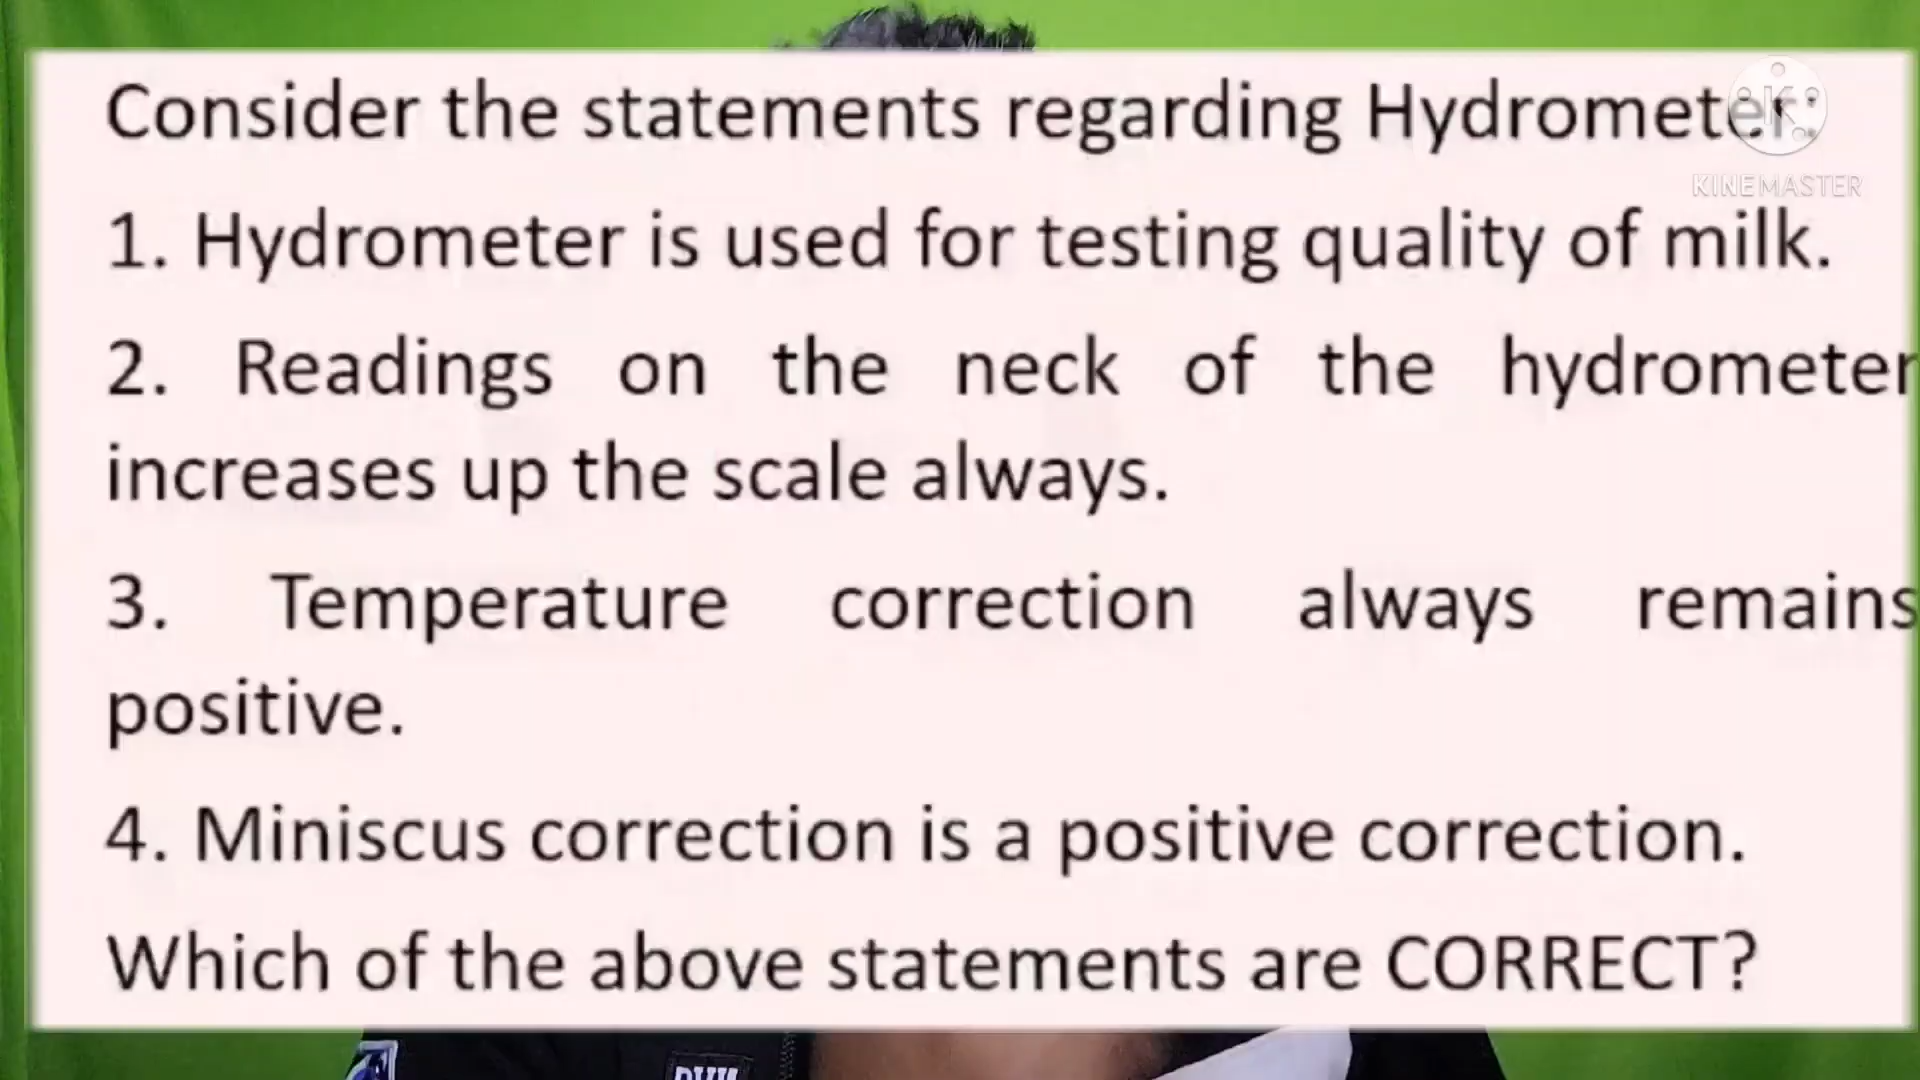 Consider the statements regarding Hydrometer:
KINEMASTER
1. Hydrometer is used for testing quality of milk.
2. Readings on the neck of the hydrometer
increases up the scale always.
3. Temperature correction always remains
positive.
4. Miniscus correction is a positive correction.
Which of the above statements are CORRECT?